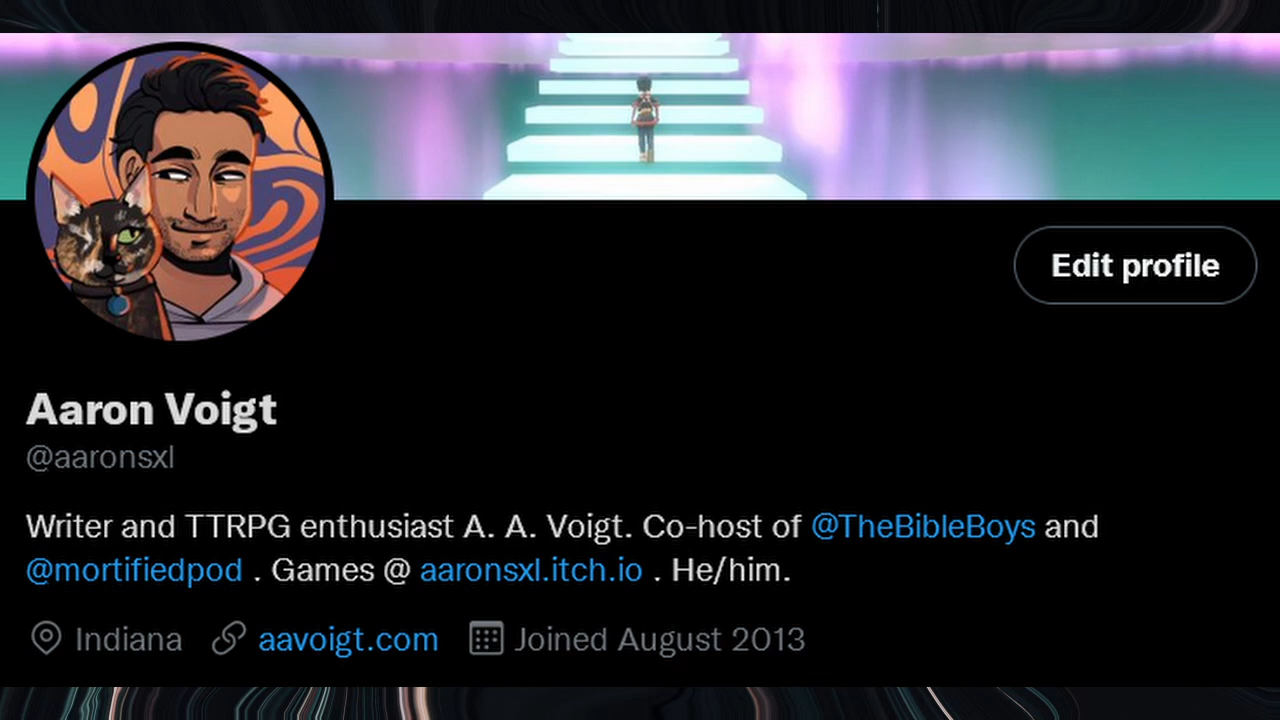 Edit profile
Aaron Voigt
@aaronsxl
Writer and TTRPG enthusiast A. A. Voigt. Co-host of @TheBibleBoys and
@mortifiedpod . Games @ aaronsxl.itch.io . He/him.
Indiana aavoigt.com Joined August 2013